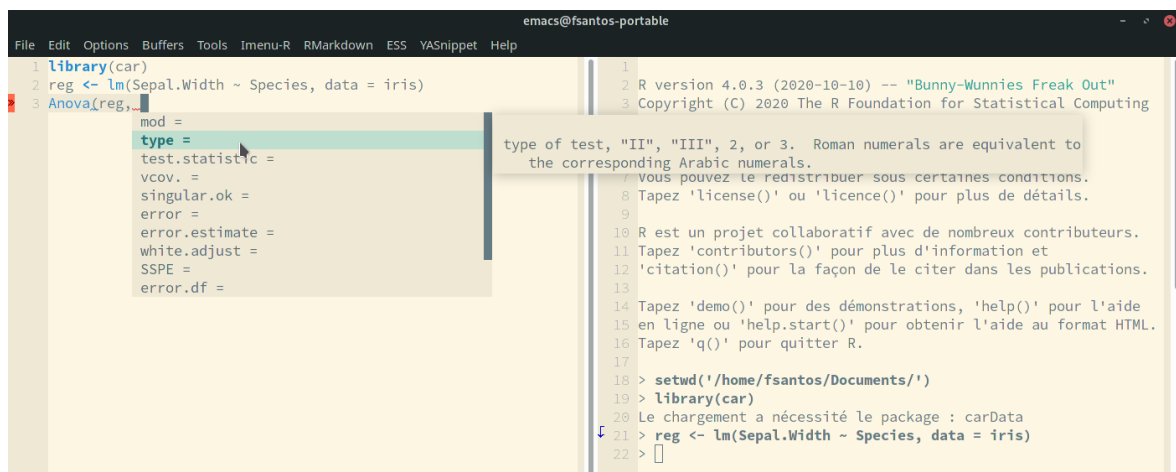 emacs@fsantos-portable
File Edit Options Buffers Tools Imenu-R RMarkdown ESS YASnippet Help
1 library(car)
2 reg <- lm(Sepal.Width ~ Species, data = iris)
3 Anova(reg,
mod =
type =
test.statistic =
vcov. =
singular.ok =
error =
error.estimate =
white.adjust =
SSPE =
error.df =
type of test, "II", "III", 2, or 3. Roman numerals are equivalent to
the corresponding Arabic numerals.
1
2 R version 4.0.3 (2020-10-10) -- "Bunny-Wunnies Freak Out"
3 Copyright (C) 2020 The R Foundation for Statistical Computing
7 Vous pouvez le redistribuer sous certaines conditions.
8 Tapez 'license()' ou 'licence()' pour plus de détails.
9
10 R est un projet collaboratif avec de nombreux contributeurs.
11 Tapez 'contributors()' pour plus d'information et
12 'citation()' pour la façon de le citer dans les publications.
13
14 Tapez 'demo()' pour des démonstrations, 'help()' pour l'aide
15 en ligne ou 'help.start()' pour obtenir l'aide au format HTML.
16 Tapez 'q()' pour quitter R.
17
18 > setwd('/home/fsantos/Documents/')
19 > library(car)
20 Le chargement a nécessité le package : carData
21 > reg <- lm(Sepal.Width ~ Species, data = iris)
22 >